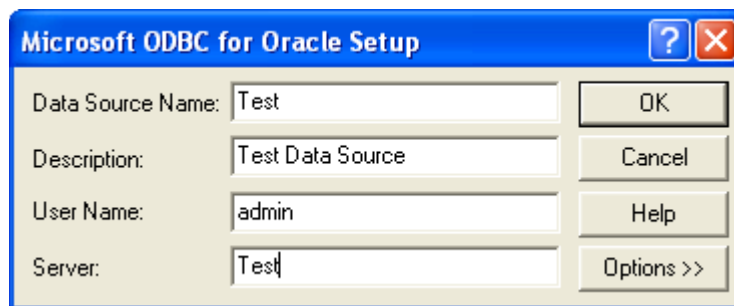 Microsoft ODBC for Oracle Setup
Data Source Name: Test OK
Description: Test Data Source Cancel
User Name: admin Help
Server: Test Options >>